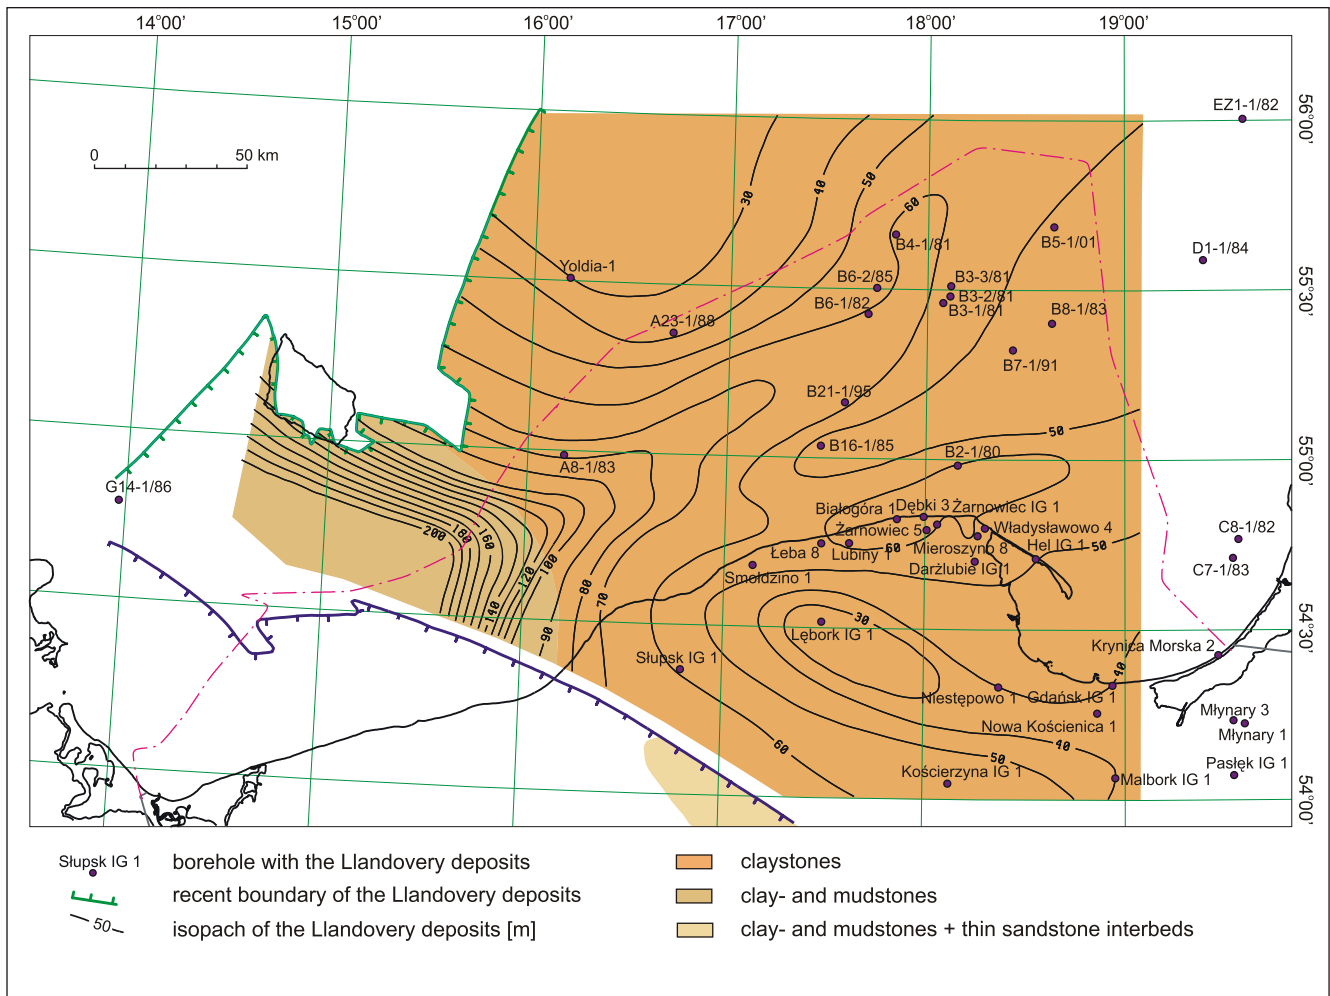 14°00' 15°00' 16°00' 17°00' 18°00' 19°00'
EZ1-1/82
56°00'
0 50 km
30 40 50
60
B4-1/81 B5-1/01
D1-1/84
Yoldia-1
B6-2/85 B3-3/81
55°30'
B3-2/81
B6-1/82 B3-1/81 B8-1/83
A23-1/88
B7-1/91
B21-1/95
50
B16-1/85
B2-1/80
A8-1/83
55°00'
G14-1/86
Białogóra 1 Dębki 3 Żarnowiec IG 1
200 180 160
Żarnowiec 5 Władysławowo 4
C8-1/82
Łeba 8 Lubiny 1 60 Mieroszyno 8 Hel IG 1 50
100
Smołdzino 1 Darżlubie IG 1
C7-1/83
120
80
70
140
30
54°30'
90
Lębork IG 1
Krynica Morska 2
Słupsk IG 1
40
Niestępowo 1 Gdańsk IG 1
Młynary 3
Nowa Kościenica 1
Młynary 1
60 40
50
Pasłęk IG 1
Kościerzyna IG 1 Malbork IG 1
54°00'
Słupsk IG 1 borehole with the Llandovery deposits
recent boundary of the Llandovery deposits
50 isopach of the Llandovery deposits [m]
claystones
clay- and mudstones
clay- and mudstones + thin sandstone interbeds